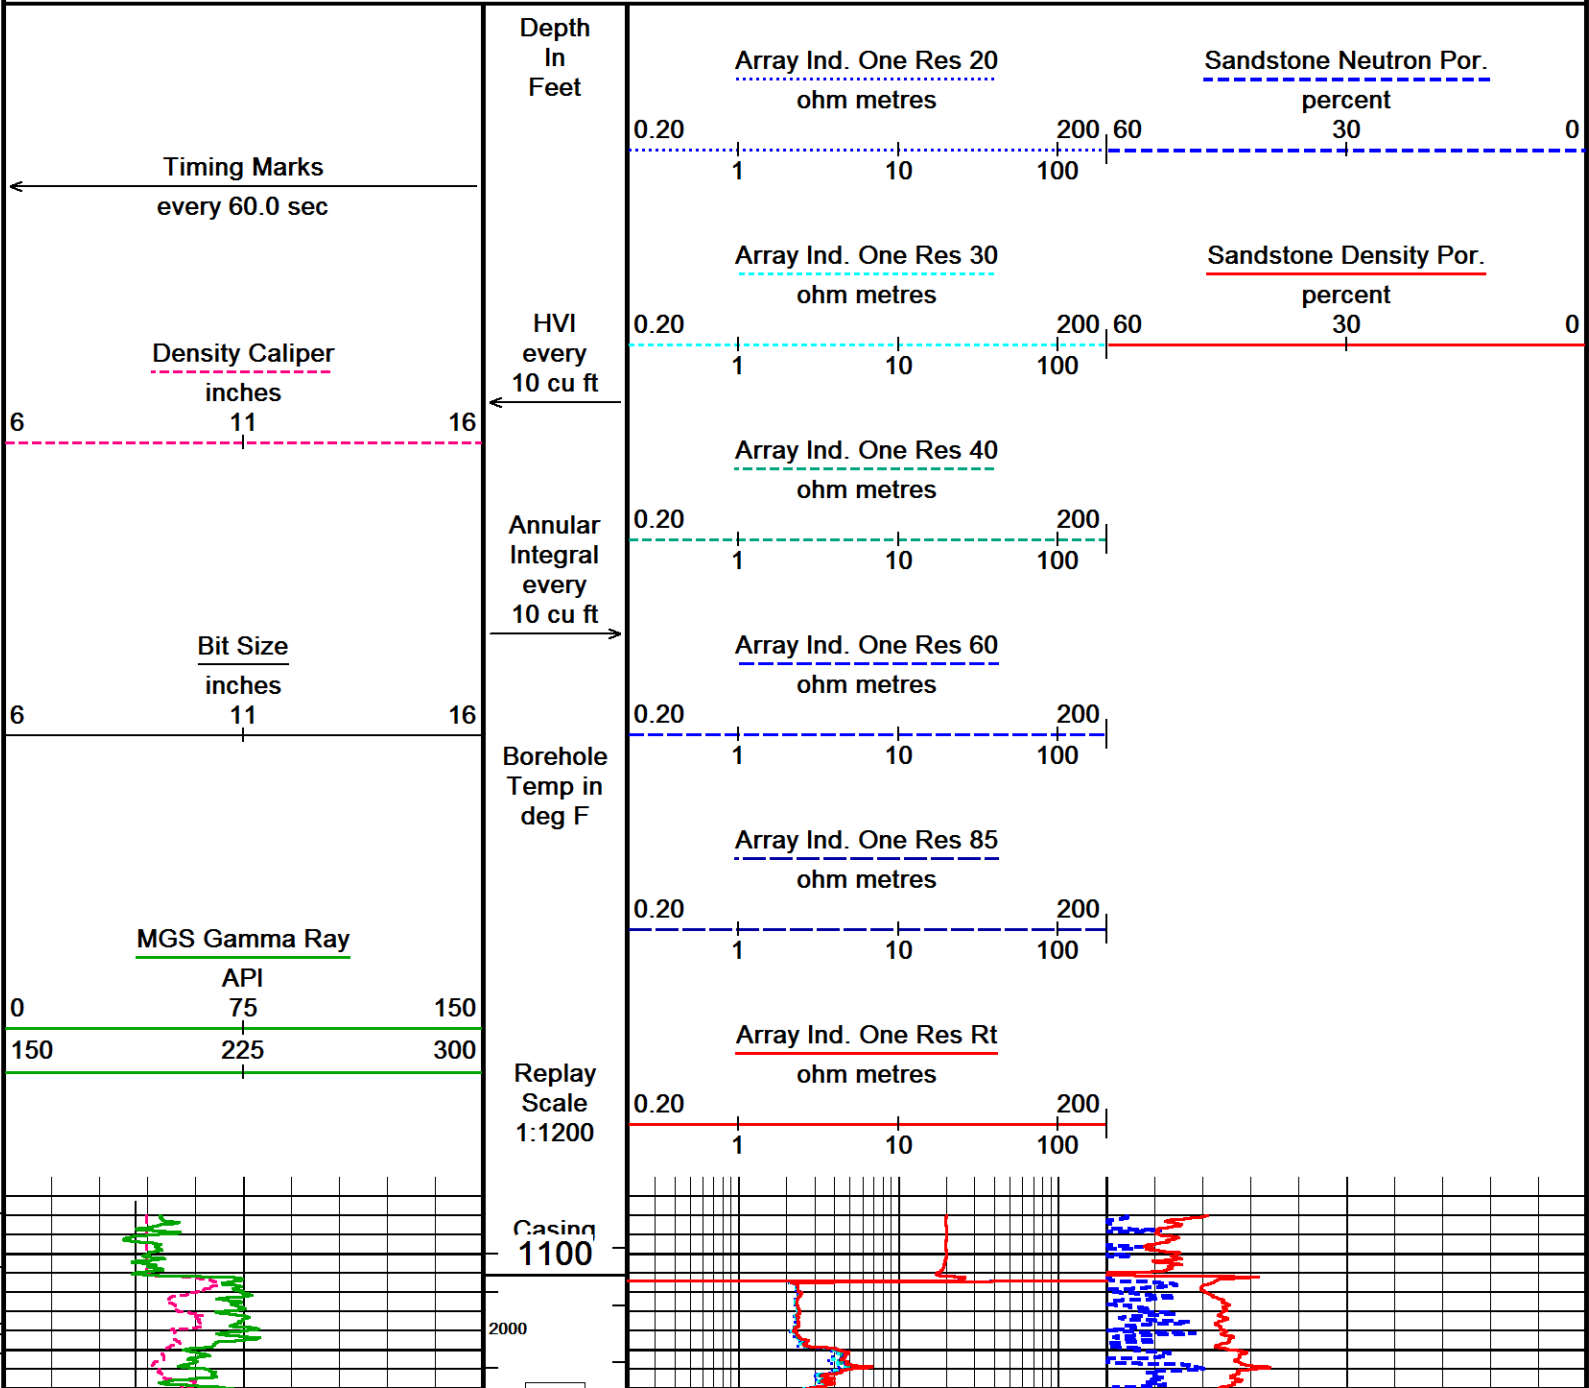 Timing Marks
every 60.0 sec
Density Caliper
inches
6 11 16
Bit Size
inches
6 11 16
MGS Gamma Ray
API
0 75 150
150 225 300
Depth
In
Feet
HVI
every
10 cu ft
Annular
Integral
every
10 cu ft
Borehole
Temp in
deg F
Replay
Scale
1:1200
Array Ind. One Res 20
ohm metres
0.20 200
1 10 100
Array Ind. One Res 30
ohm metres
0.20 200
1 10 100
Array Ind. One Res 40
ohm metres
0.20 200
1 10 100
Array Ind. One Res 60
ohm metres
0.20 200
1 10 100
Array Ind. One Res 85
ohm metres
0.20 200
1 10 100
Array Ind. One Res Rt
ohm metres
0.20 200
1 10 100
Sandstone Neutron Por.
percent
60 30 0
Sandstone Density Por.
percent
60 30 0
Casing
1100
2000